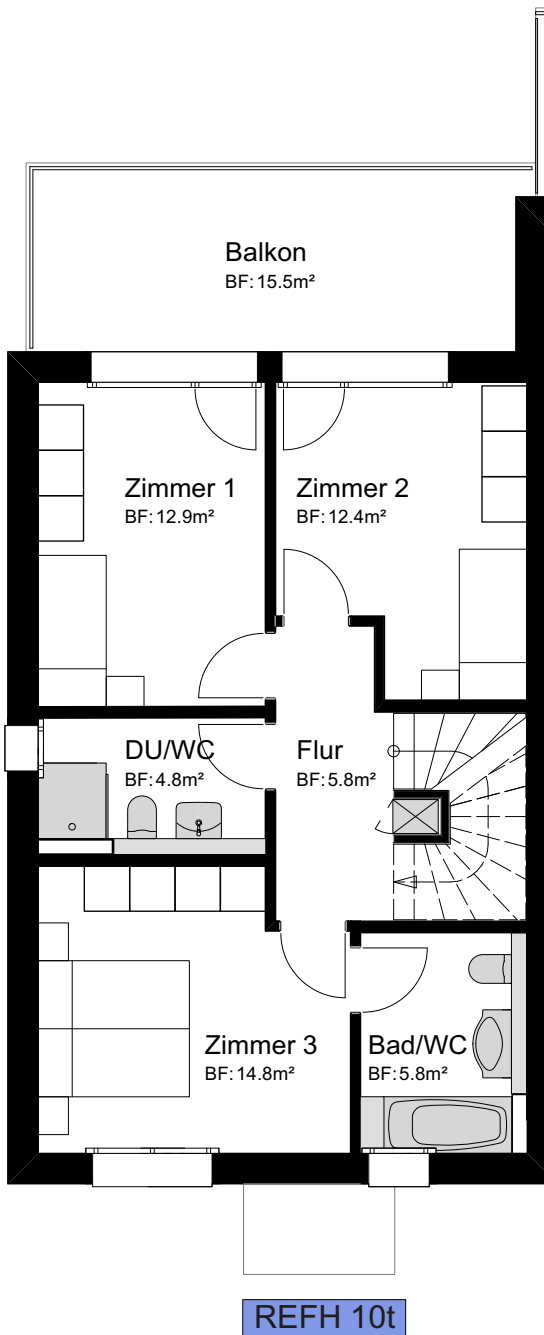 Balkon
BF: 15.5m²
Zimmer 1
BF: 12.9m²
Zimmer 2
BF: 12.4m²
DU/WC
BF: 4.8m²
Flur
BF: 5.8m²
Zimmer 3
BF: 14.8m²
Bad/WC
BF: 5.8m²
REFH 10t